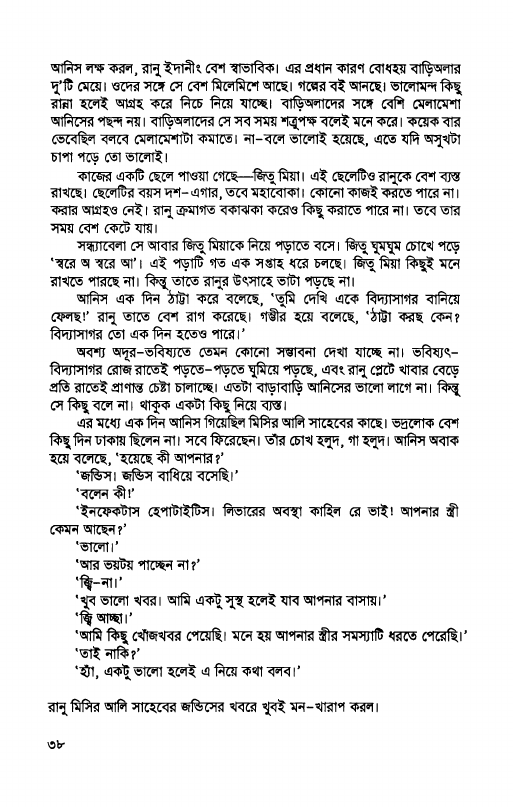 আনিস লক্ষ করল, রানু ইদানীং বেশ স্বাভাবিক। এর প্রধান কারণ বোধহয় বাড়িঅলার
দু'টি মেয়ে। ওদের সঙ্গে সে বেশ মিলেমিশে আছে। গল্পের বই আনছে। ভালোমন্দ কিছু
রান্না হলেই আগ্রহ করে নিচে নিয়ে যাচ্ছে। বাড়িঅলাদের সঙ্গে বেশি মেলামেশা
আনিসের পছন্দ নয়। বাড়িঅলাদের সে সব সময় শত্রুপক্ষ বলেই মনে করে। কয়েক বার
ভেবেছিল বলবে মেলামেশাটা কমাতে। না-বলে ভালোই হয়েছে, এতে যদি অসুখটা
চাপা পড়ে তো ভালোই।
কাজের একটি ছেলে পাওয়া গেছে—জিতু মিয়া। এই ছেলেটিও রানুকে বেশ ব্যস্ত
রাখছে। ছেলেটির বয়স দশ-এগার, তবে মহাবোকা। কোনো কাজই করতে পারে না।
করার আগ্রহও নেই। রানু ক্রমাগত বকাঝকা করেও কিছু করাতে পারে না। তবে তার
সময় বেশ কেটে যায়।
সন্ধ্যাবেলা সে আবার জিতু মিয়াকে নিয়ে পড়াতে বসে। জিতু ঘুমঘুম চোখে পড়ে
'স্বরে অ স্বরে আ'। এই পড়াটি গত এক সপ্তাহ ধরে চলছে। জিতু মিয়া কিছুই মনে
রাখতে পারছে না। কিন্তু তাতে রানুর উৎসাহে ভাটা পড়ছে না।
আনিস এক দিন ঠাট্টা করে বলেছে, 'তুমি দেখি একে বিদ্যাসাগর বানিয়ে
ফেলছ!' রানু তাতে বেশ রাগ করেছে। গম্ভীর হয়ে বলেছে, 'ঠাট্টা করছ কেন?
বিদ্যাসাগর তো এক দিন হতেও পারে।'
অবশ্য অদূর-ভবিষ্যতে তেমন কোনো সম্ভাবনা দেখা যাচ্ছে না। ভবিষ্যৎ-
বিদ্যাসাগর রোজ রাতেই পড়তে-পড়তে ঘুমিয়ে পড়ছে, এবং রানু প্লেটে খাবার বেড়ে
প্রতি রাতেই প্রাণান্ত চেষ্টা চালাচ্ছে। এতটা বাড়াবাড়ি আনিসের ভালো লাগে না। কিন্তু
সে কিছু বলে না। থাকুক একটা কিছু নিয়ে ব্যস্ত।
এর মধ্যে এক দিন আনিস গিয়েছিল মিসির আলি সাহেবের কাছে। ভদ্রলোক বেশ
কিছু দিন ঢাকায় ছিলেন না। সবে ফিরেছেন। তাঁর চোখ হলুদ, গা হলুদ। আনিস অবাক
হয়ে বলেছে, 'হয়েছে কী আপনার?'
'জন্ডিস। জন্ডিস বাধিয়ে বসেছি।'
'বলেন কী!'
'ইনফেকটাস হেপাটাইটিস। লিভারের অবস্থা কাহিল রে ভাই! আপনার স্ত্রী
কেমন আছেন?'
'ভালো।'
'আর ভয়টয় পাচ্ছেন না?'
'জ্বি-না।'
'খুব ভালো খবর। আমি একটু সুস্থ হলেই যাব আপনার বাসায়।'
'জ্বি আচ্ছা।'
'আমি কিছু খোঁজখবর পেয়েছি। মনে হয় আপনার স্ত্রীর সমস্যাটি ধরতে পেরেছি।'
'তাই নাকি?'
'হ্যাঁ, একটু ভালো হলেই এ নিয়ে কথা বলব।'
রানু মিসির আলি সাহেবের জন্ডিসের খবরে খুবই মন-খারাপ করল।
৩৮